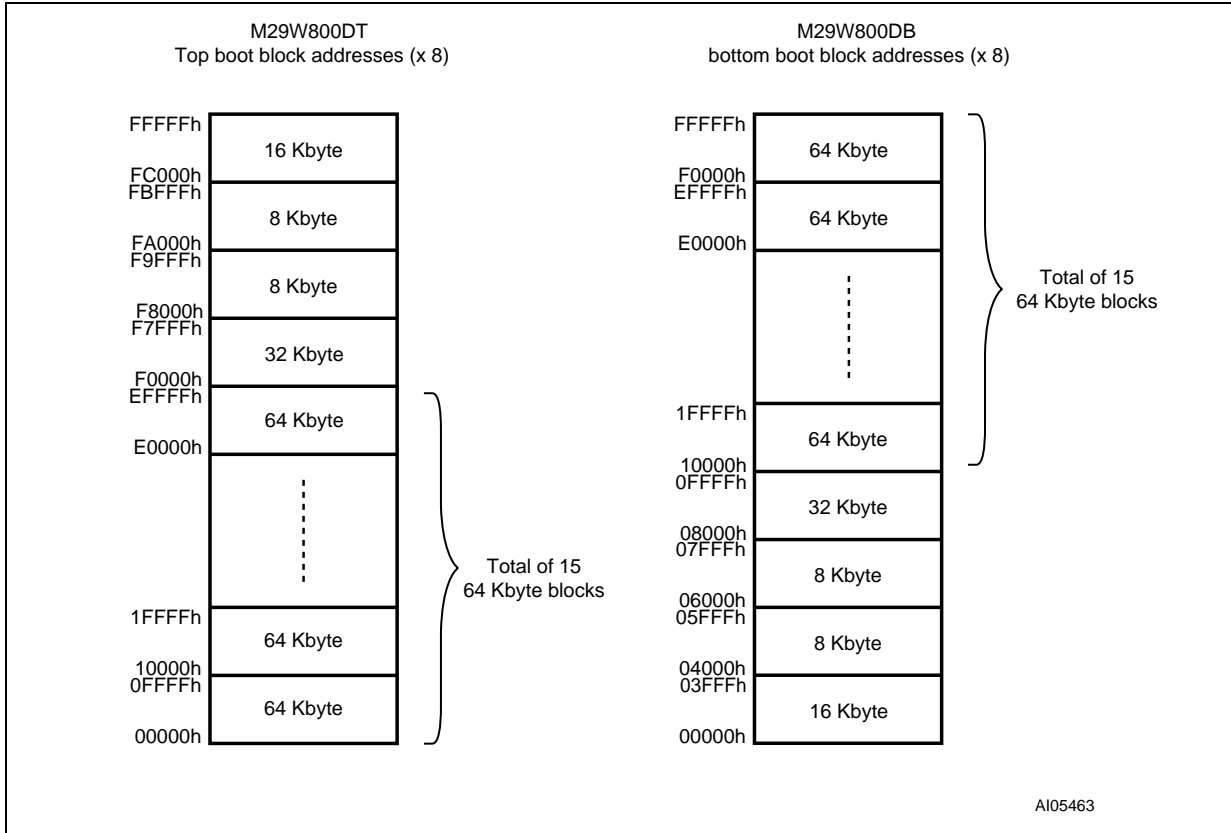 M29W800DT
Top boot block addresses (x 8)
FFFFFh
16 Kbyte
FC000h
FBFFFh
8 Kbyte
FA000h
F9FFFh
8 Kbyte
F8000h
F7FFFh
32 Kbyte
F0000h
EFFFFh
64 Kbyte
E0000h
Total of 15
64 Kbyte blocks
1FFFFh
64 Kbyte
10000h
0FFFFh
64 Kbyte
00000h
M29W800DB
bottom boot block addresses (x 8)
FFFFFh
64 Kbyte
F0000h
EFFFFh
64 Kbyte
E0000h
Total of 15
64 Kbyte blocks
1FFFFh
64 Kbyte
10000h
0FFFFh
32 Kbyte
08000h
07FFFh
8 Kbyte
06000h
05FFFh
8 Kbyte
04000h
03FFFh
16 Kbyte
00000h
AI05463